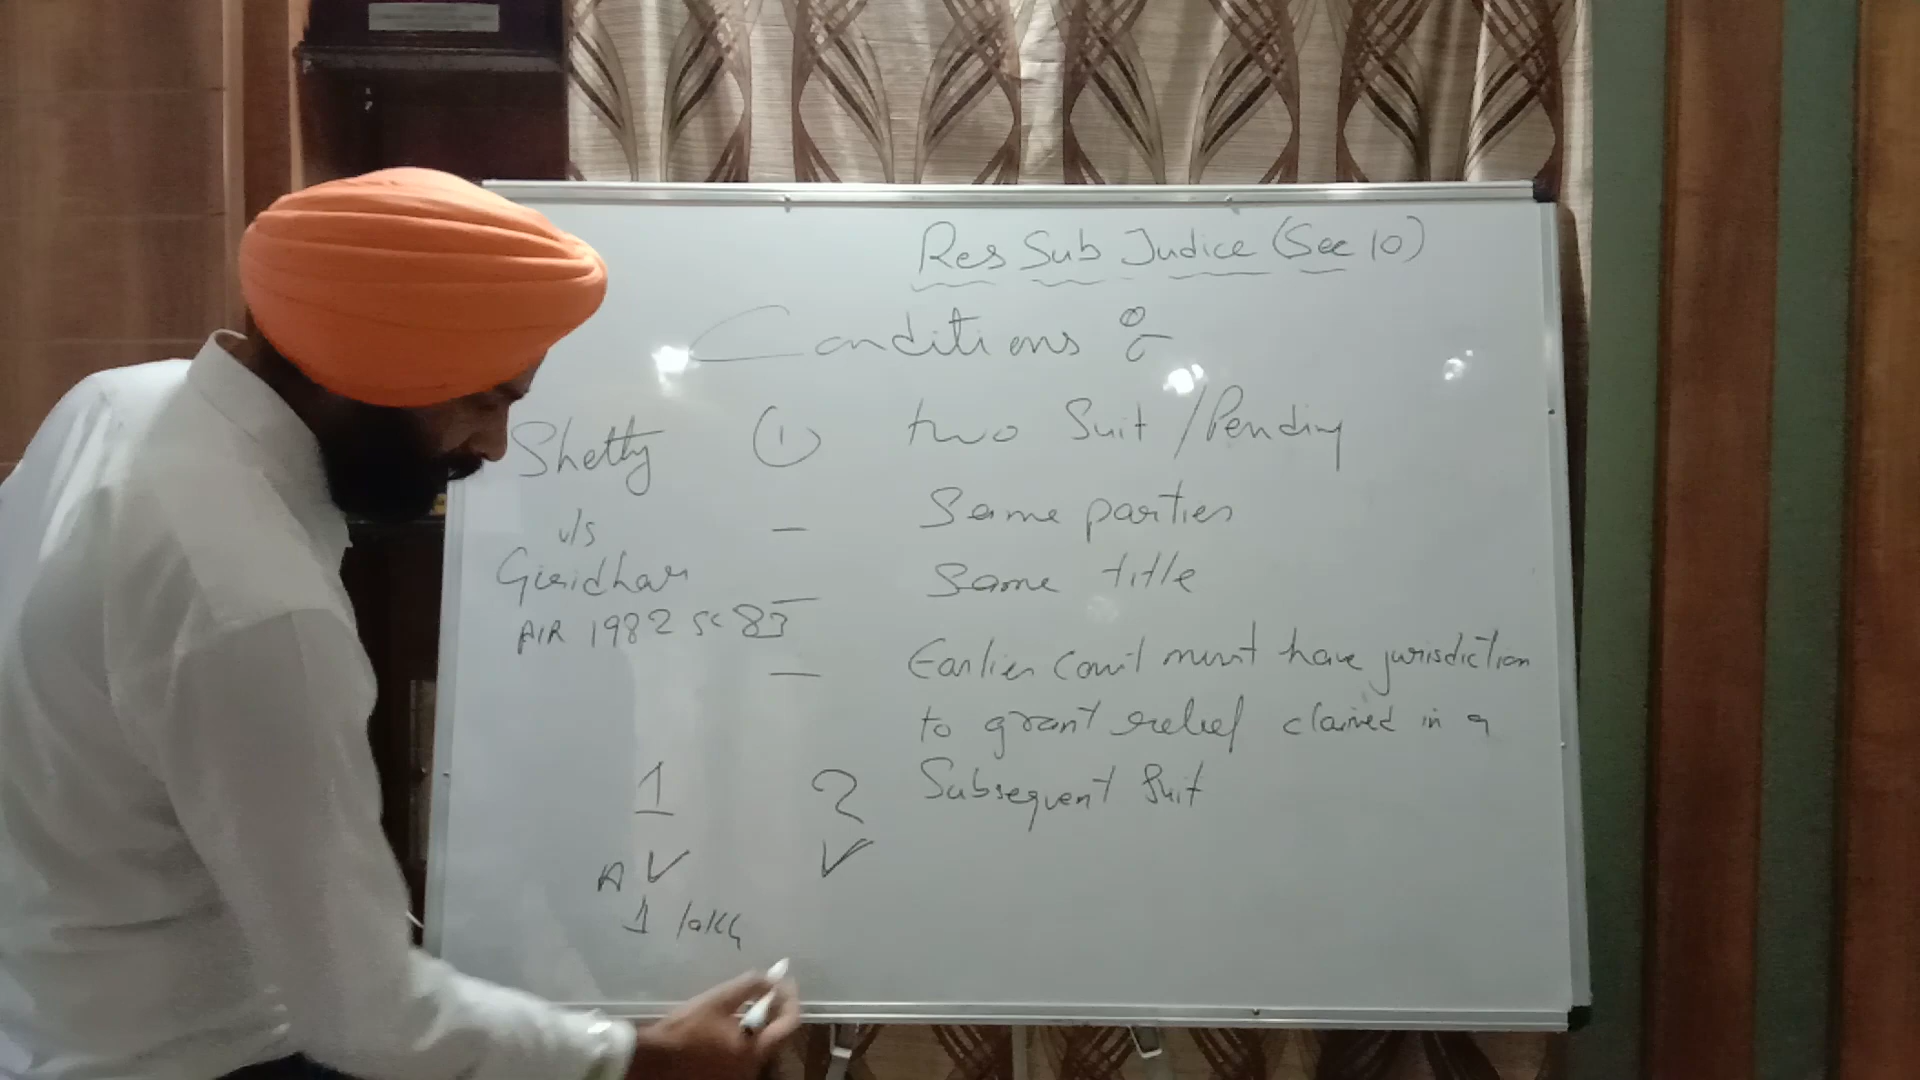 Res Sub Judice (Sec 10)
Conditions :-
① two Suit / Pending
— Same parties
— Same title
— Earlier Court must have jurisdiction
to grant relief claimed in a
Subsequent Suit
Shetty
v/s
Giridhar
AIR 1982 SC 83
1 2
A ✓ ✓
1 lakh